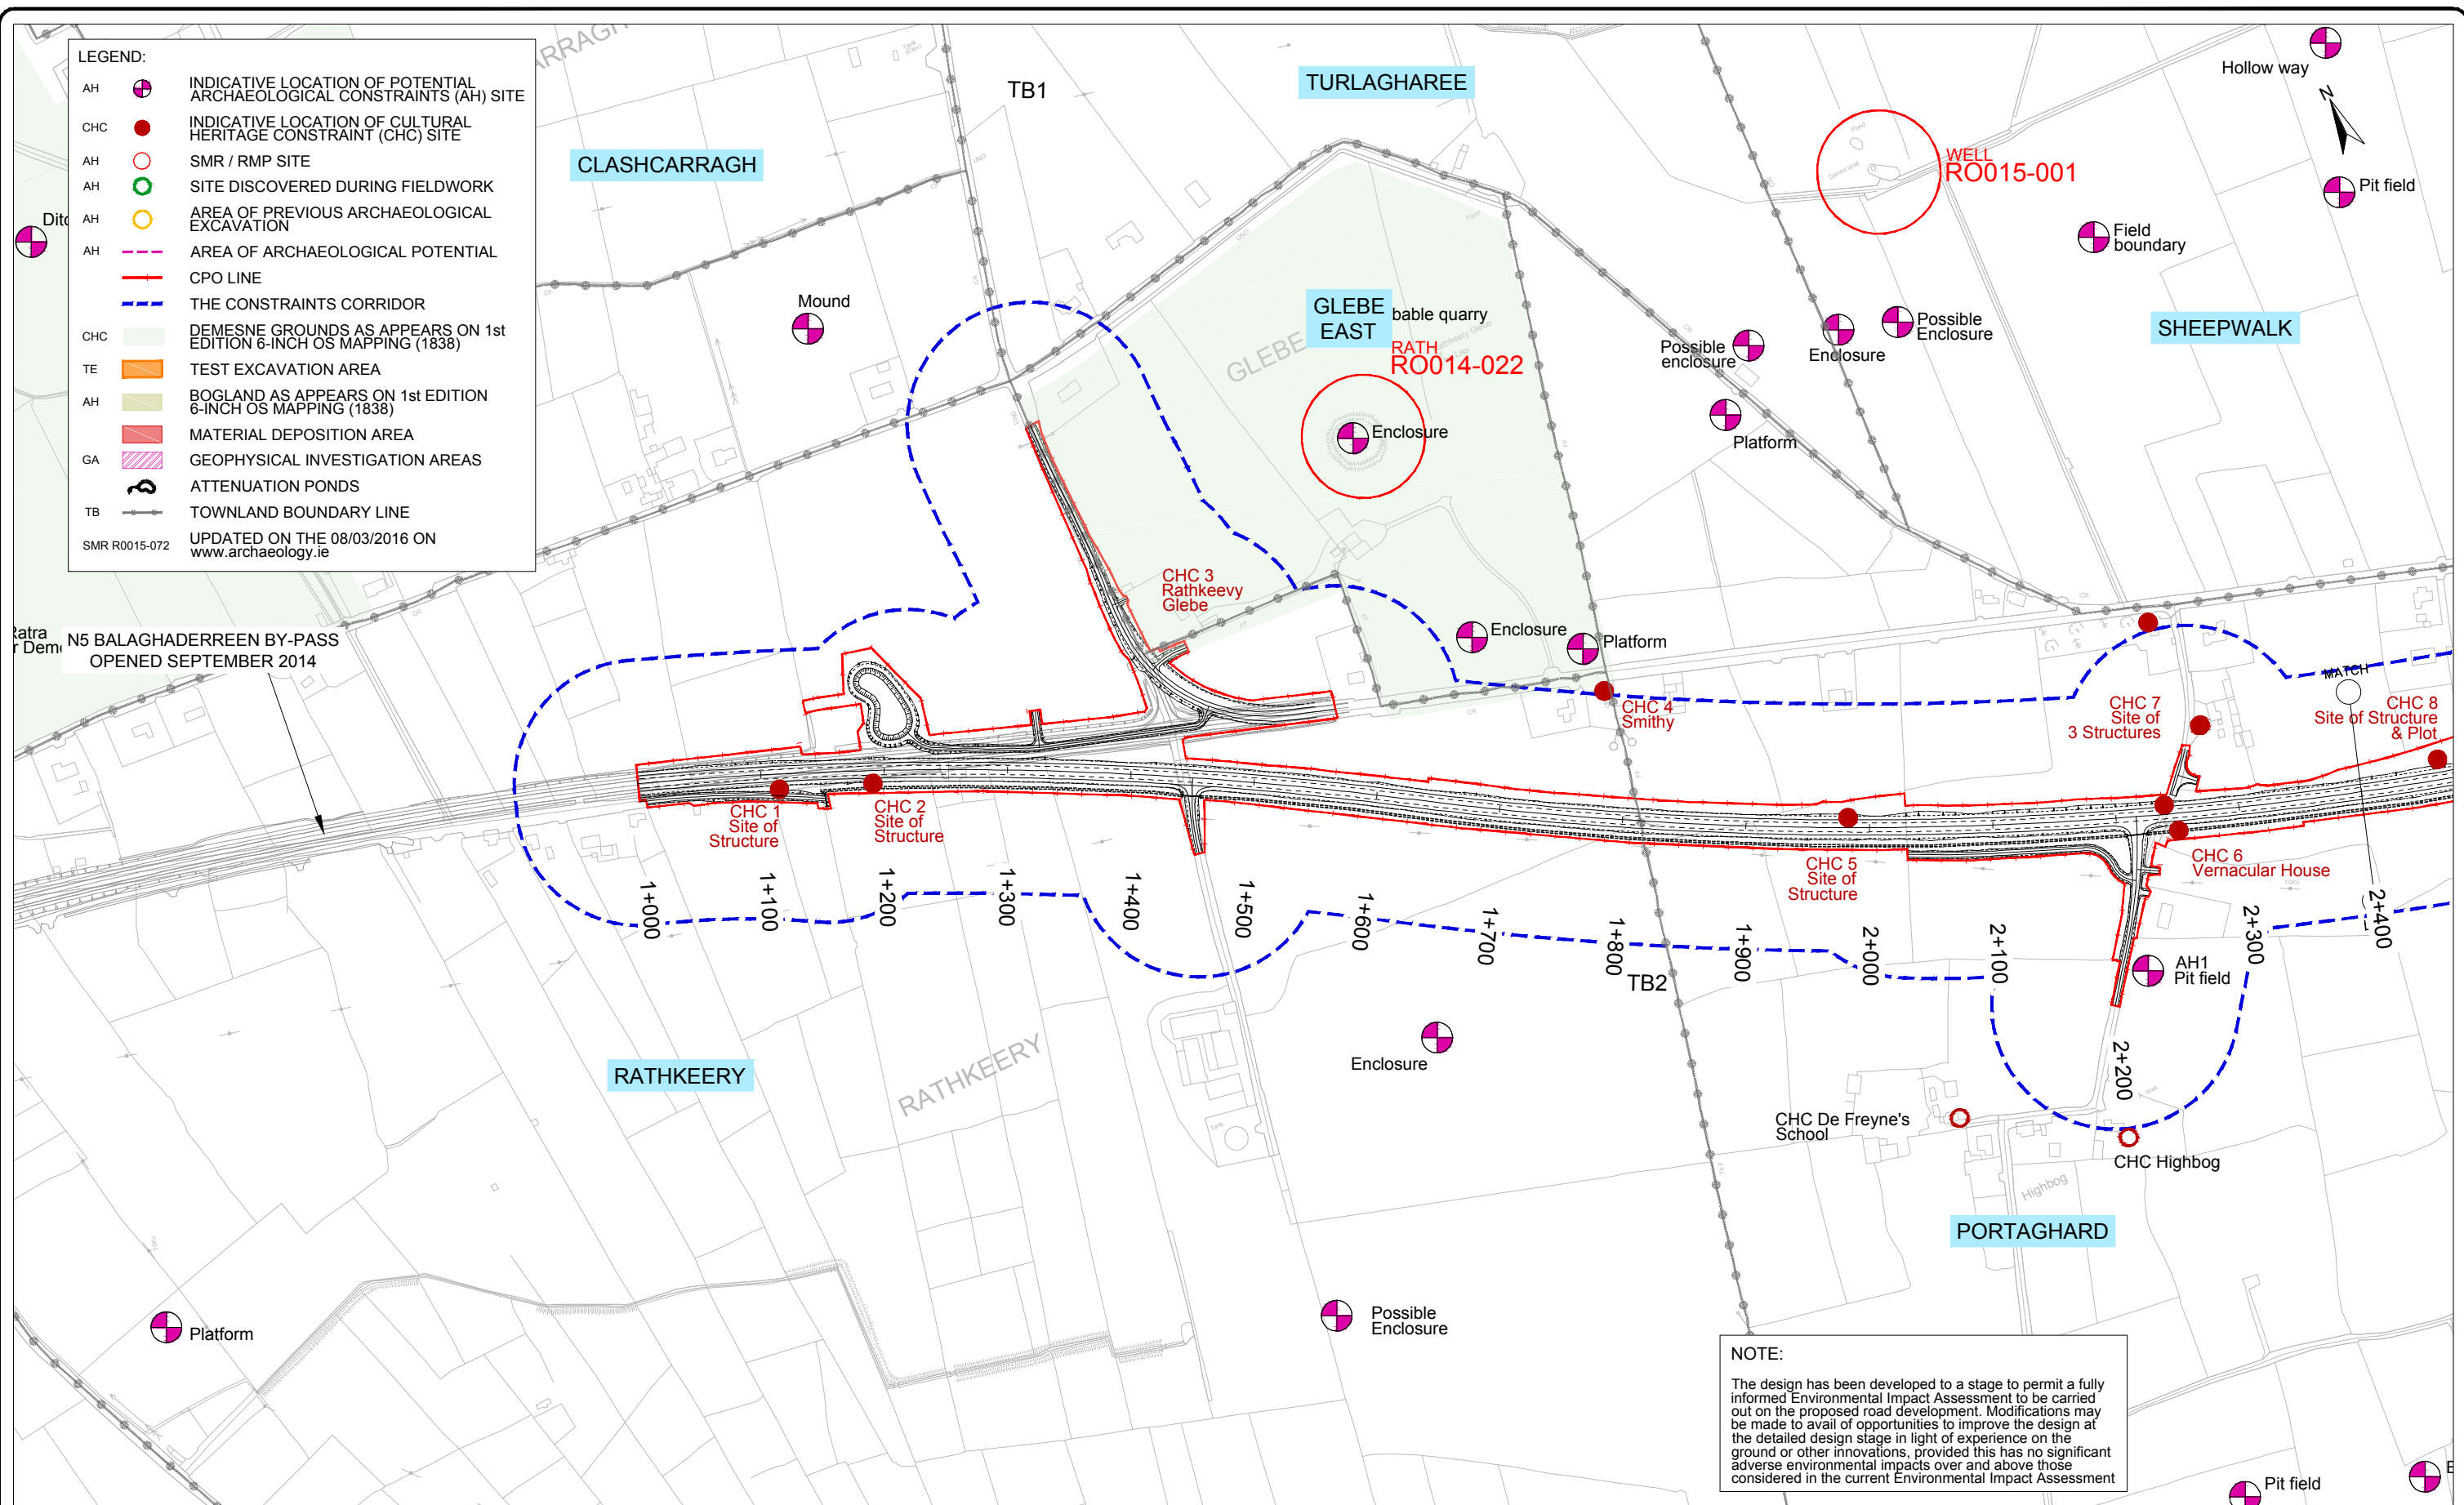 LEGEND:
AH INDICATIVE LOCATION OF POTENTIAL
ARCHAEOLOGICAL CONSTRAINTS (AH) SITE
CHC INDICATIVE LOCATION OF CULTURAL
HERITAGE CONSTRAINT (CHC) SITE
AH SMR / RMP SITE
AH SITE DISCOVERED DURING FIELDWORK
AH AREA OF PREVIOUS ARCHAEOLOGICAL
EXCAVATION
AH AREA OF ARCHAEOLOGICAL POTENTIAL
CPO LINE
THE CONSTRAINTS CORRIDOR
CHC DEMESNE GROUNDS AS APPEARS ON 1st
EDITION 6-INCH OS MAPPING (1838)
TE TEST EXCAVATION AREA
AH BOGLAND AS APPEARS ON 1st EDITION
6-INCH OS MAPPING (1838)
MATERIAL DEPOSITION AREA
GA GEOPHYSICAL INVESTIGATION AREAS
ATTENUATION PONDS
TB TOWNLAND BOUNDARY LINE
SMR R0015-072 UPDATED ON THE 08/03/2016 ON
www.archaeology.ie
TB1
TURLAGHAREE
CLASHCARRAGH
Hollow way
N
WELL
RO015-001
Pond
Danes Well
Pit field
Field
boundary
SHEEPWALK
Mound
GLEBE
EAST
bable quarry
GLEBE
RATH
RO014-022
Enclosure
Possible
enclosure
Enclosure
Possible
Enclosure
Platform
CHC 3
Rathkeevy
Glebe
Enclosure
Platform
N5 BALAGHADERREEN BY-PASS
OPENED SEPTEMBER 2014
CHC 4
Smithy
MATCH
CHC 7
Site of
3 Structures
CHC 8
Site of Structure
& Plot
CHC 1
Site of
Structure
CHC 2
Site of
Structure
CHC 5
Site of
Structure
CHC 6
Vernacular House
1+000
1+100
1+200
1+300
1+400
1+500
1+600
1+700
1+800
1+900
2+000
2+100
2+200
2+300
2+400
TB2
AH1
Pit field
RATHKEERY
RATHKEERY
Enclosure
CHC De Freyne's
School
CHC Highbog
Highbog
PORTAGHARD
Possible
Enclosure
Platform
NOTE:
The design has been developed to a stage to permit a fully
informed Environmental Impact Assessment to be carried
out on the proposed road development. Modifications may
be made to avail of opportunities to improve the design at
the detailed design stage in light of experience on the
ground or other innovations, provided this has no significant
adverse environmental impacts over and above those
considered in the current Environmental Impact Assessment
Pit field